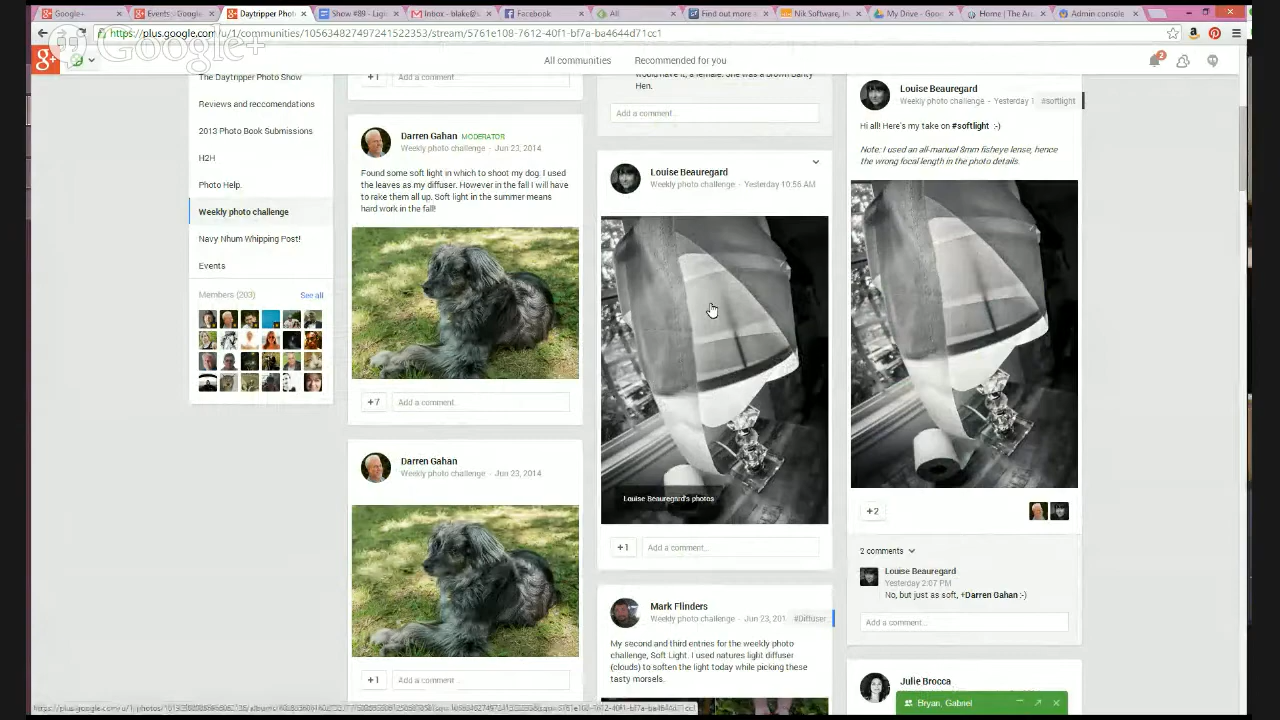 Google+
Events - Google
Daytripper Photo
Show #89 - Ligh
Inbox - blake@
Facebook
All
Find out more
Nik Software, In
My Drive - Goo
Home | The Ar
Admin console
https://plus.google.com/u/1/communities/105634827497241522353/stream/5761e108-7612-40f1-bf7a-ba4644d71cc1
Google+
g+
All communities
Recommended for you
2
The Daytripper Photo Show
Reviews and reccomendations
2013 Photo Book Submissions
H2H
Photo Help.
Weekly photo challenge
Navy Nhum Whipping Post!
Events
Members (203)
See all
+1
Add a comment...
Darren Gahan MODERATOR
Weekly photo challenge - Jun 23, 2014
Found some soft light in which to shoot my dog. I used
the leaves as my diffuser. However in the fall I will have
to rake them all up. Soft light in the summer means
hard work in the fall!
+7
Add a comment...
Darren Gahan
Weekly photo challenge - Jun 23, 2014
+1
Add a comment...
would have it, a female. She was a brown Banty
Hen.
Add a comment...
Louise Beauregard
Weekly photo challenge - Yesterday 10:56 AM
Louise Beauregard's photos
+1
Add a comment...
Mark Flinders
Weekly photo challenge - Jun 23, 201
#Diffuser
My second and third entries for the weekly photo
challenge, Soft Light. I used natures light diffuser
(clouds) to soften the light today while picking these
tasty morsels.
Louise Beauregard
Weekly photo challenge - Yesterday
#softlight
Hi all! Here's my take on #softlight :-)
Note: I used an all-manual 8mm fisheye lense, hence
the wrong focal length in the photo details.
+2
2 comments
Louise Beauregard
Yesterday 2:07 PM
No, but just as soft, +Darren Gahan :-)
Add a comment...
Julie Brocca
Bryan, Gabriel